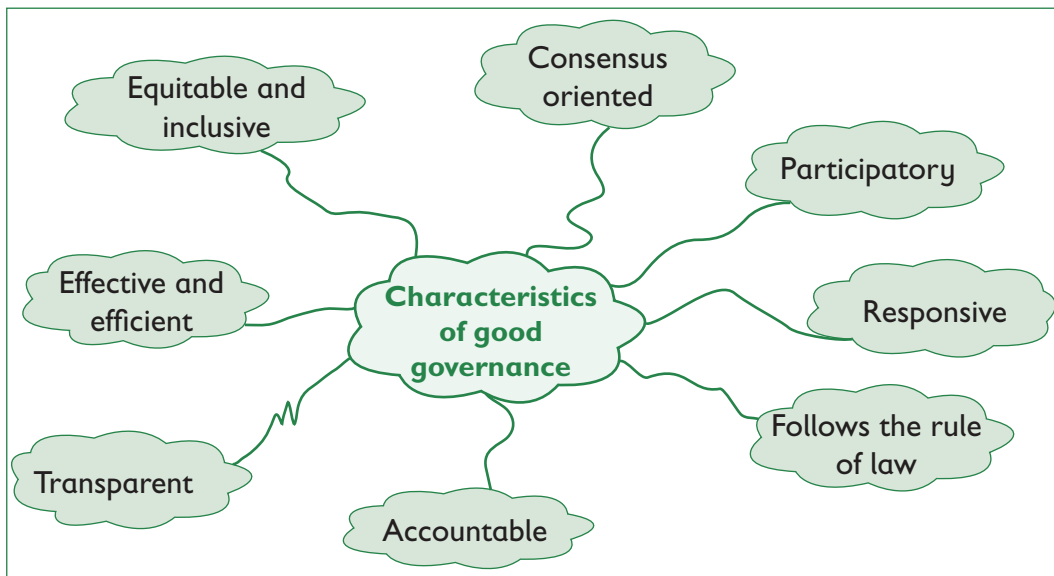 Consensus
oriented
Equitable and
inclusive
Participatory
Effective and
efficient
Characteristics
of good
governance
Responsive
Follows the rule
of law
Transparent
Accountable